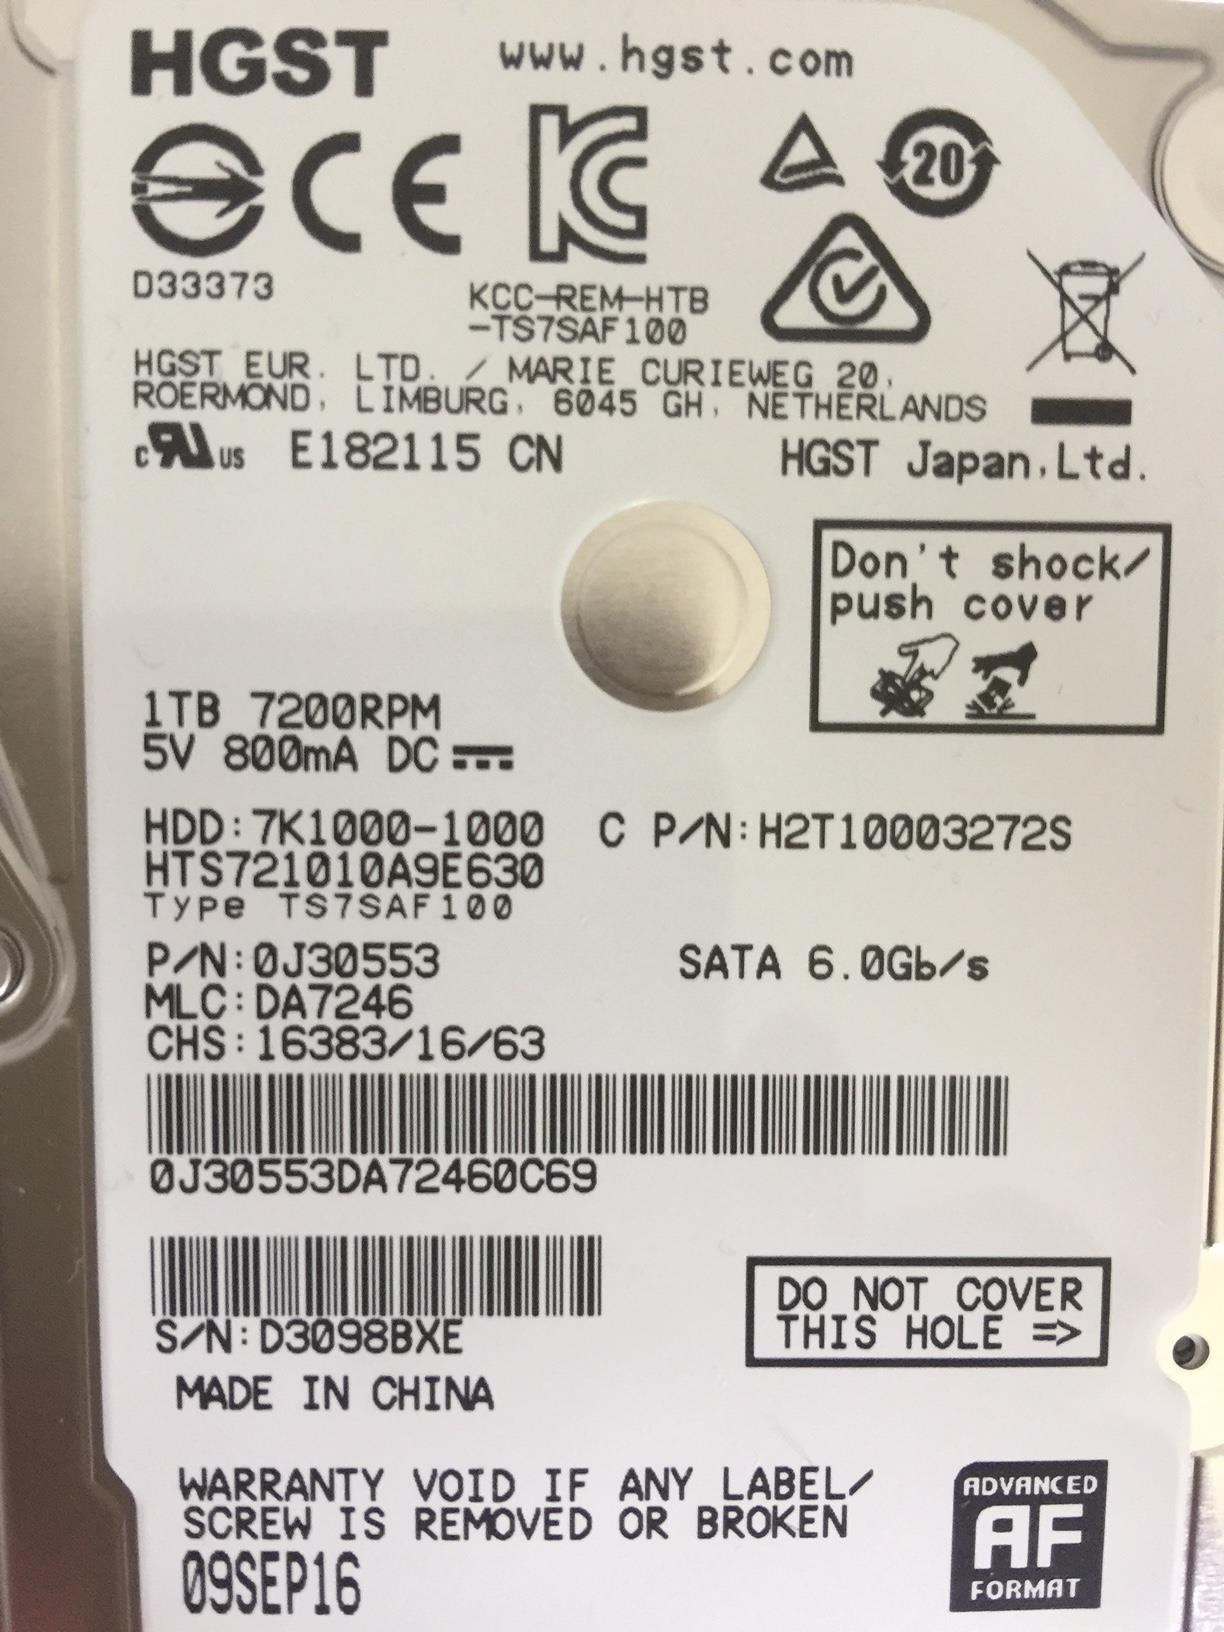 HGST www.hgst.com
20
D33373
KCC-REM-HTB
-TS7SAF100
HGST EUR. LTD. / MARIE CURIEWEG 20,
ROERMOND, LIMBURG, 6045 GH, NETHERLANDS
c RU US E182115 CN HGST Japan,Ltd.
Don't shock/
push cover
1TB 7200RPM
5V 800mA DC
HDD:7K1000-1000 C P/N:H2T10003272S
HTS721010A9E630
Type TS7SAF100
P/N:0J30553 SATA 6.0Gb/s
MLC:DA7246
CHS:16383/16/63
0J30553DA72460C69
S/N:D3098BXE
DO NOT COVER
THIS HOLE =>
MADE IN CHINA
WARRANTY VOID IF ANY LABEL/
SCREW IS REMOVED OR BROKEN
09SEP16
ADVANCED
AF
FORMAT